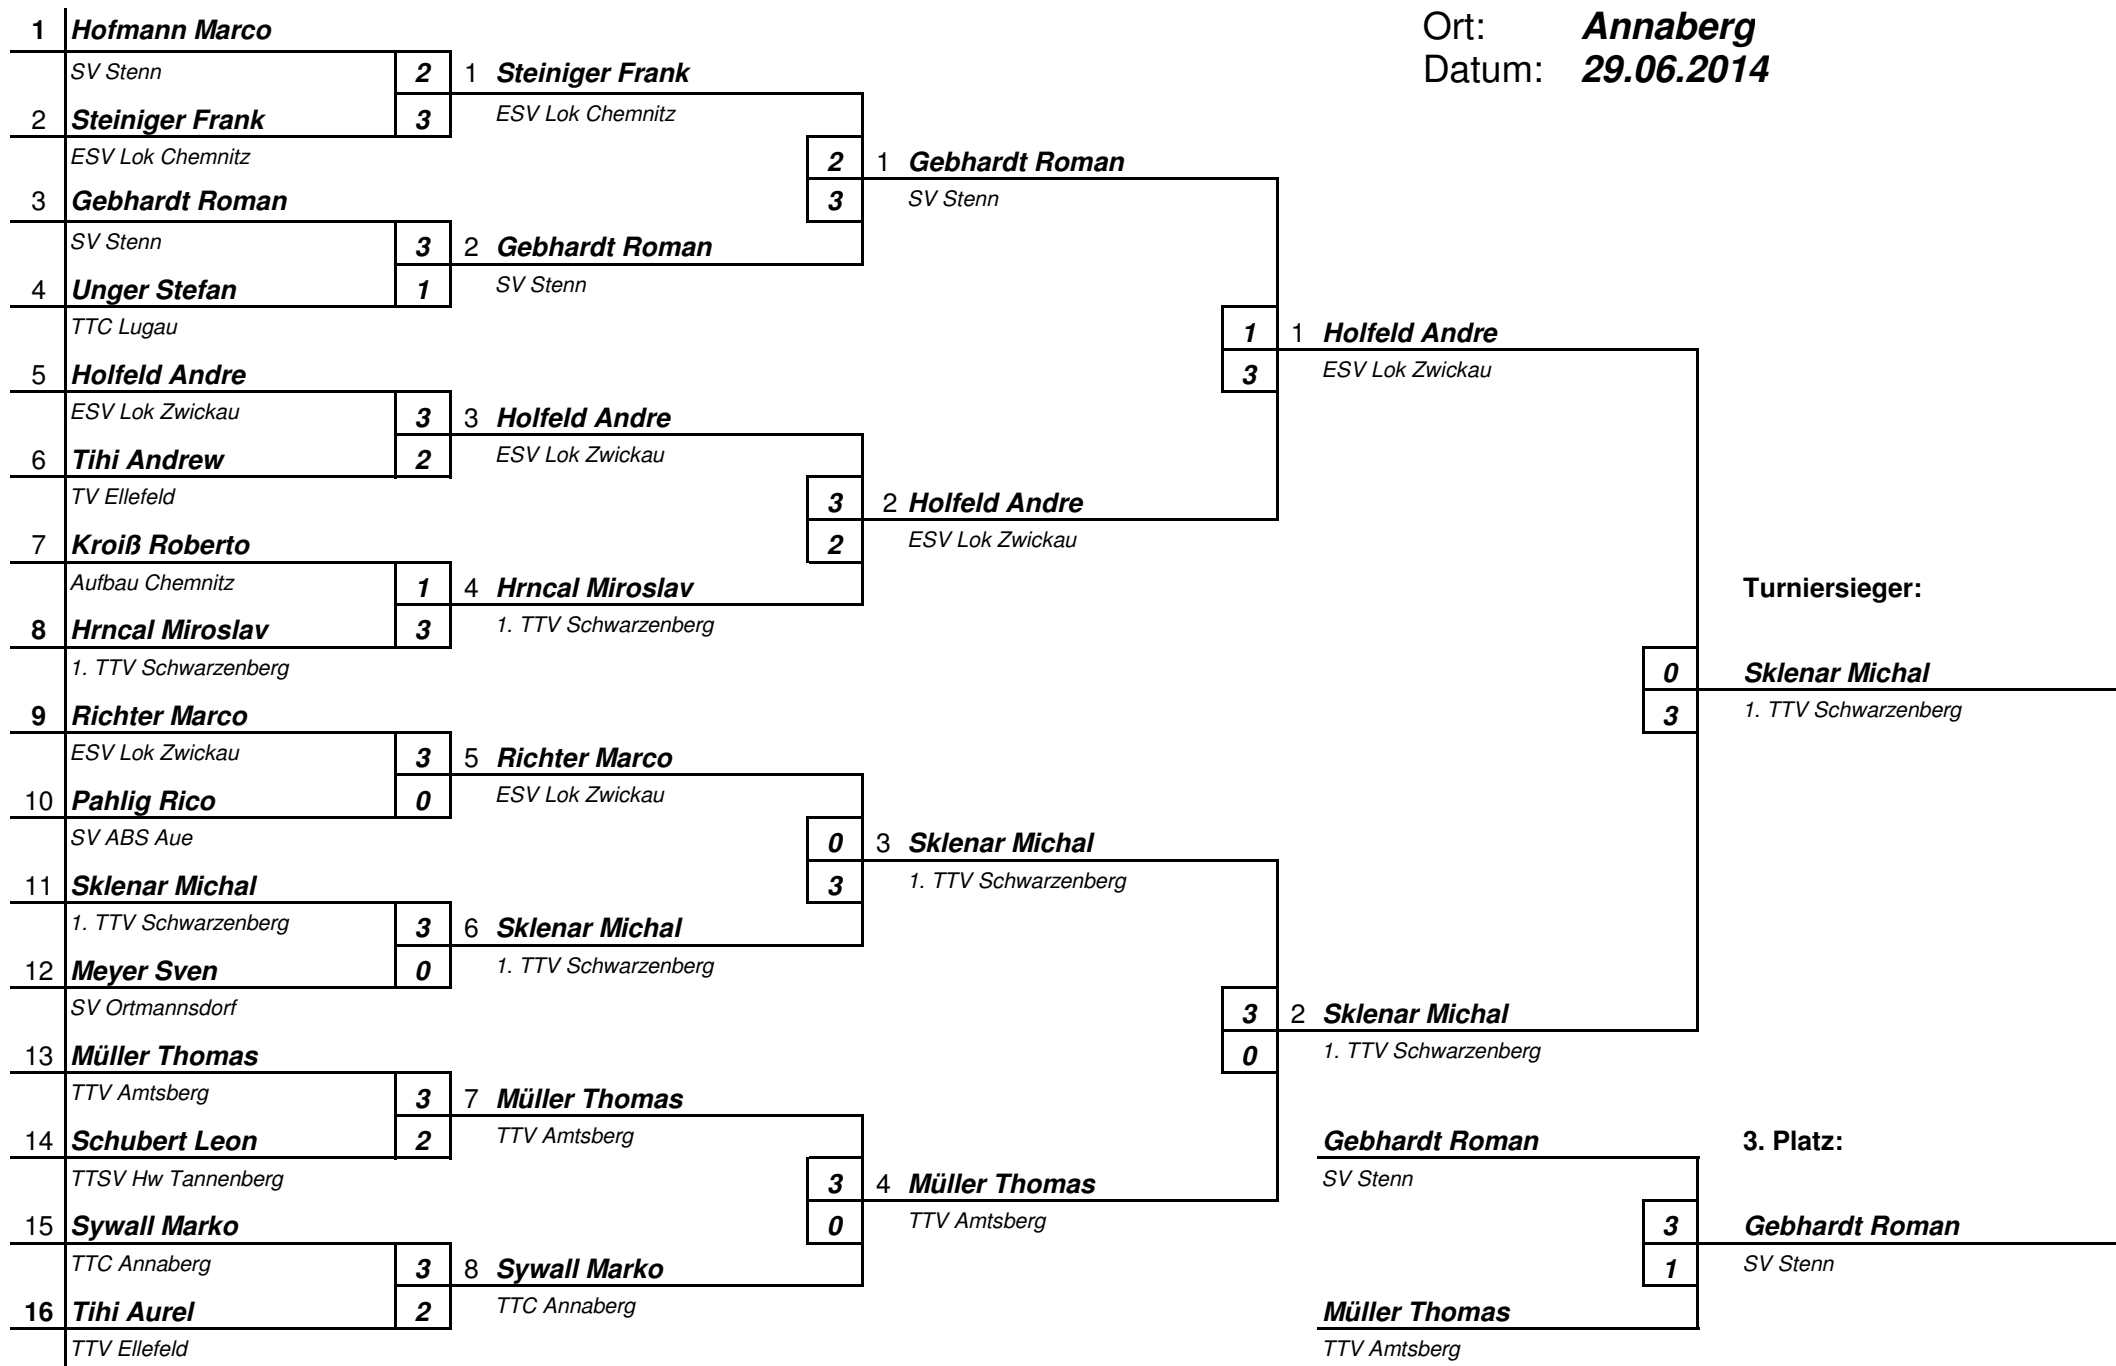 Ort: Annaberg
Datum: 29.06.2014
1 Hofmann Marco
SV Stenn 2
2 Steiniger Frank 3
ESV Lok Chemnitz
3 Gebhardt Roman
SV Stenn 3
4 Unger Stefan 1
TTC Lugau
5 Holfeld Andre
ESV Lok Zwickau 3
6 Tihi Andrew 2
TV Ellefeld
7 Kroiß Roberto
Aufbau Chemnitz 1
8 Hrncal Miroslav 3
1. TTV Schwarzenberg
9 Richter Marco
ESV Lok Zwickau 3
10 Pahlig Rico 0
SV ABS Aue
11 Sklenar Michal
1. TTV Schwarzenberg 3
12 Meyer Sven 0
SV Ortmannsdorf
13 Müller Thomas
TTV Amtsberg 3
14 Schubert Leon 2
TTSV Hw Tannenberg
15 Sywall Marko
TTC Annaberg 3
16 Tihi Aurel 2
TTV Ellefeld
1 Steiniger Frank
ESV Lok Chemnitz
2
3
2 Gebhardt Roman
SV Stenn
3 Holfeld Andre
ESV Lok Zwickau
3
2
4 Hrncal Miroslav
1. TTV Schwarzenberg
5 Richter Marco
ESV Lok Zwickau
0
3
6 Sklenar Michal
1. TTV Schwarzenberg
7 Müller Thomas
TTV Amtsberg
3
0
8 Sywall Marko
TTC Annaberg
1 Gebhardt Roman
SV Stenn
1
3
2 Holfeld Andre
ESV Lok Zwickau
3 Sklenar Michal
1. TTV Schwarzenberg
3
0
4 Müller Thomas
TTV Amtsberg
1 Holfeld Andre
ESV Lok Zwickau
0
3
2 Sklenar Michal
1. TTV Schwarzenberg
Turniersieger:
Sklenar Michal
1. TTV Schwarzenberg
Gebhardt Roman
SV Stenn
3
1
Müller Thomas
TTV Amtsberg
3. Platz:
Gebhardt Roman
SV Stenn